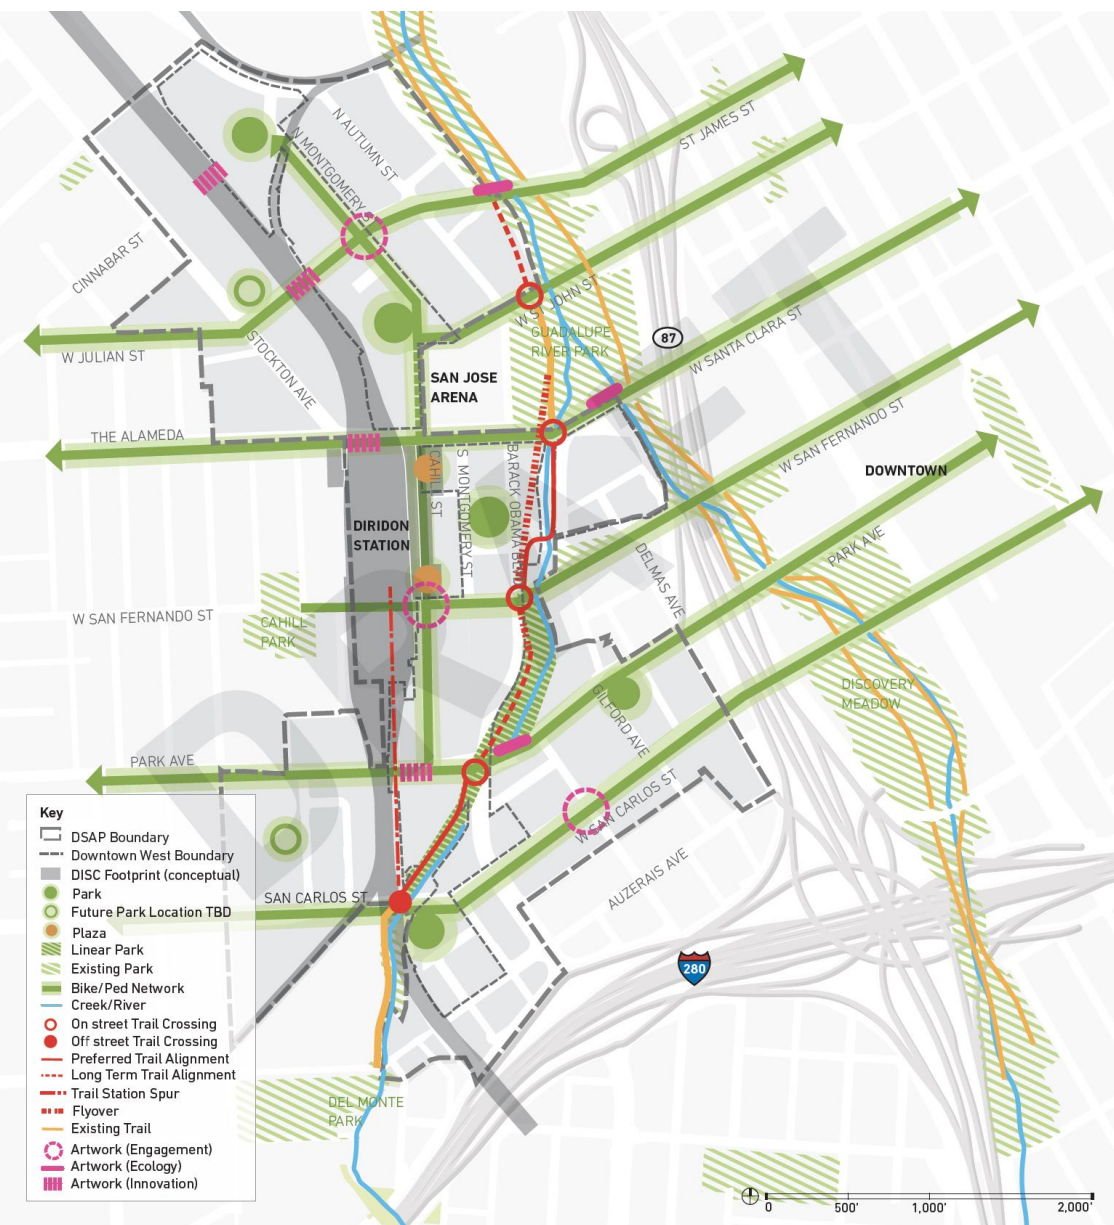 ST JAMES ST
N AUTUMN ST
N MONTGOMERY ST
CINNABAR ST
W ST JOHN ST
GUADALUPE
RIVER PARK
87
W SANTA CLARA ST
W JULIAN ST
STOCKTON AVE
SAN JOSE
ARENA
THE ALAMEDA
W SAN FERNANDO ST
DOWNTOWN
CAHILL ST
S MONTGOMERY ST
BARACK OBAMA BLVD
DIRIDON
STATION
PARK AVE
DELMAS AVE
W SAN FERNANDO ST
CAHILL
PARK
DISCOVERY
MEADOW
GILFORD AVE
PARK AVE
W SAN CARLOS ST
AUZERAIS AVE
SAN CARLOS ST
280
DEL MONTE
PARK
DRAFT
Key
DSAP Boundary
Downtown West Boundary
DISC Footprint (conceptual)
Park
Future Park Location TBD
Plaza
Linear Park
Existing Park
Bike/Ped Network
Creek/River
On street Trail Crossing
Off street Trail Crossing
Preferred Trail Alignment
Long Term Trail Alignment
Trail Station Spur
Flyover
Existing Trail
Artwork (Engagement)
Artwork (Ecology)
Artwork (Innovation)
0 500' 1,000' 2,000'